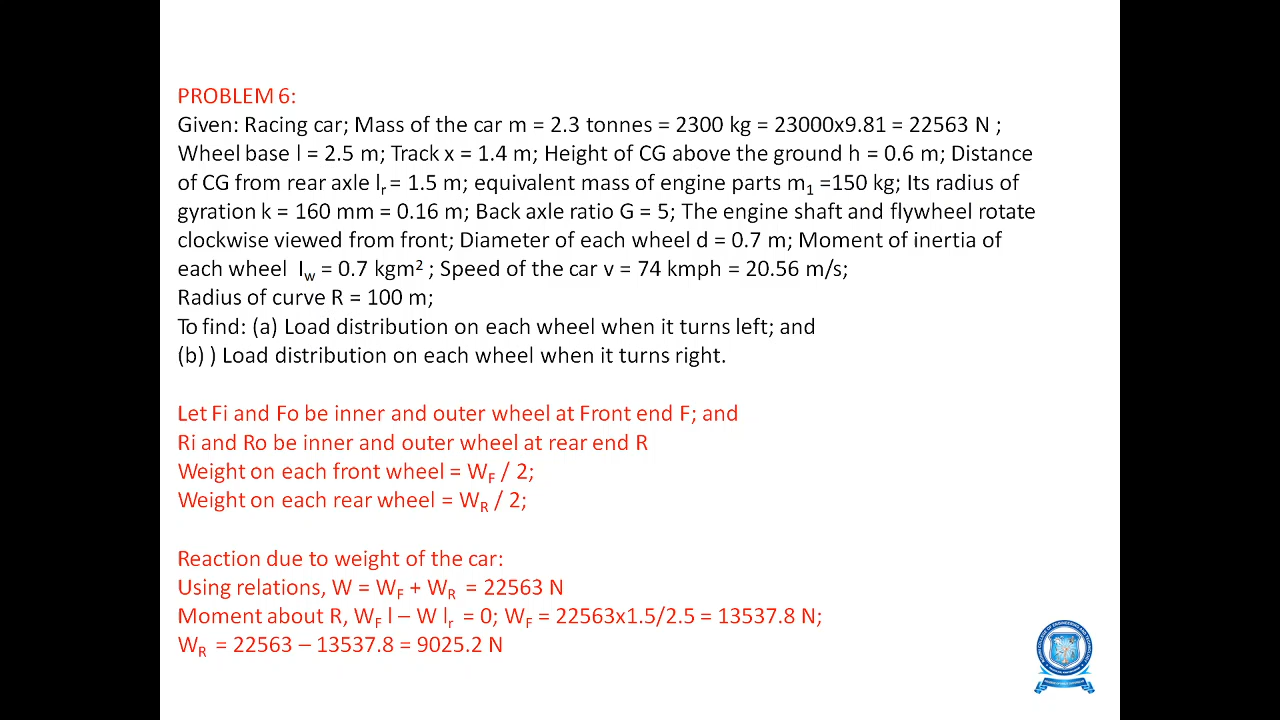 PROBLEM 6:
Given: Racing car; Mass of the car m = 2.3 tonnes = 2300 kg = 23000x9.81 = 22563 N ;
Wheel base l = 2.5 m; Track x = 1.4 m; Height of CG above the ground h = 0.6 m; Distance
of CG from rear axle lr = 1.5 m; equivalent mass of engine parts m1 =150 kg; Its radius of
gyration k = 160 mm = 0.16 m; Back axle ratio G = 5; The engine shaft and flywheel rotate
clockwise viewed from front; Diameter of each wheel d = 0.7 m; Moment of inertia of
each wheel Iw = 0.7 kgm² ; Speed of the car v = 74 kmph = 20.56 m/s;
Radius of curve R = 100 m;
To find: (a) Load distribution on each wheel when it turns left; and
(b) ) Load distribution on each wheel when it turns right.
Let Fi and Fo be inner and outer wheel at Front end F; and
Ri and Ro be inner and outer wheel at rear end R
Weight on each front wheel = WF / 2;
Weight on each rear wheel = WR / 2;
Reaction due to weight of the car:
Using relations, W = WF + WR = 22563 N
Moment about R, WF l – W lr = 0; WF = 22563x1.5/2.5 = 13537.8 N;
WR = 22563 – 13537.8 = 9025.2 N